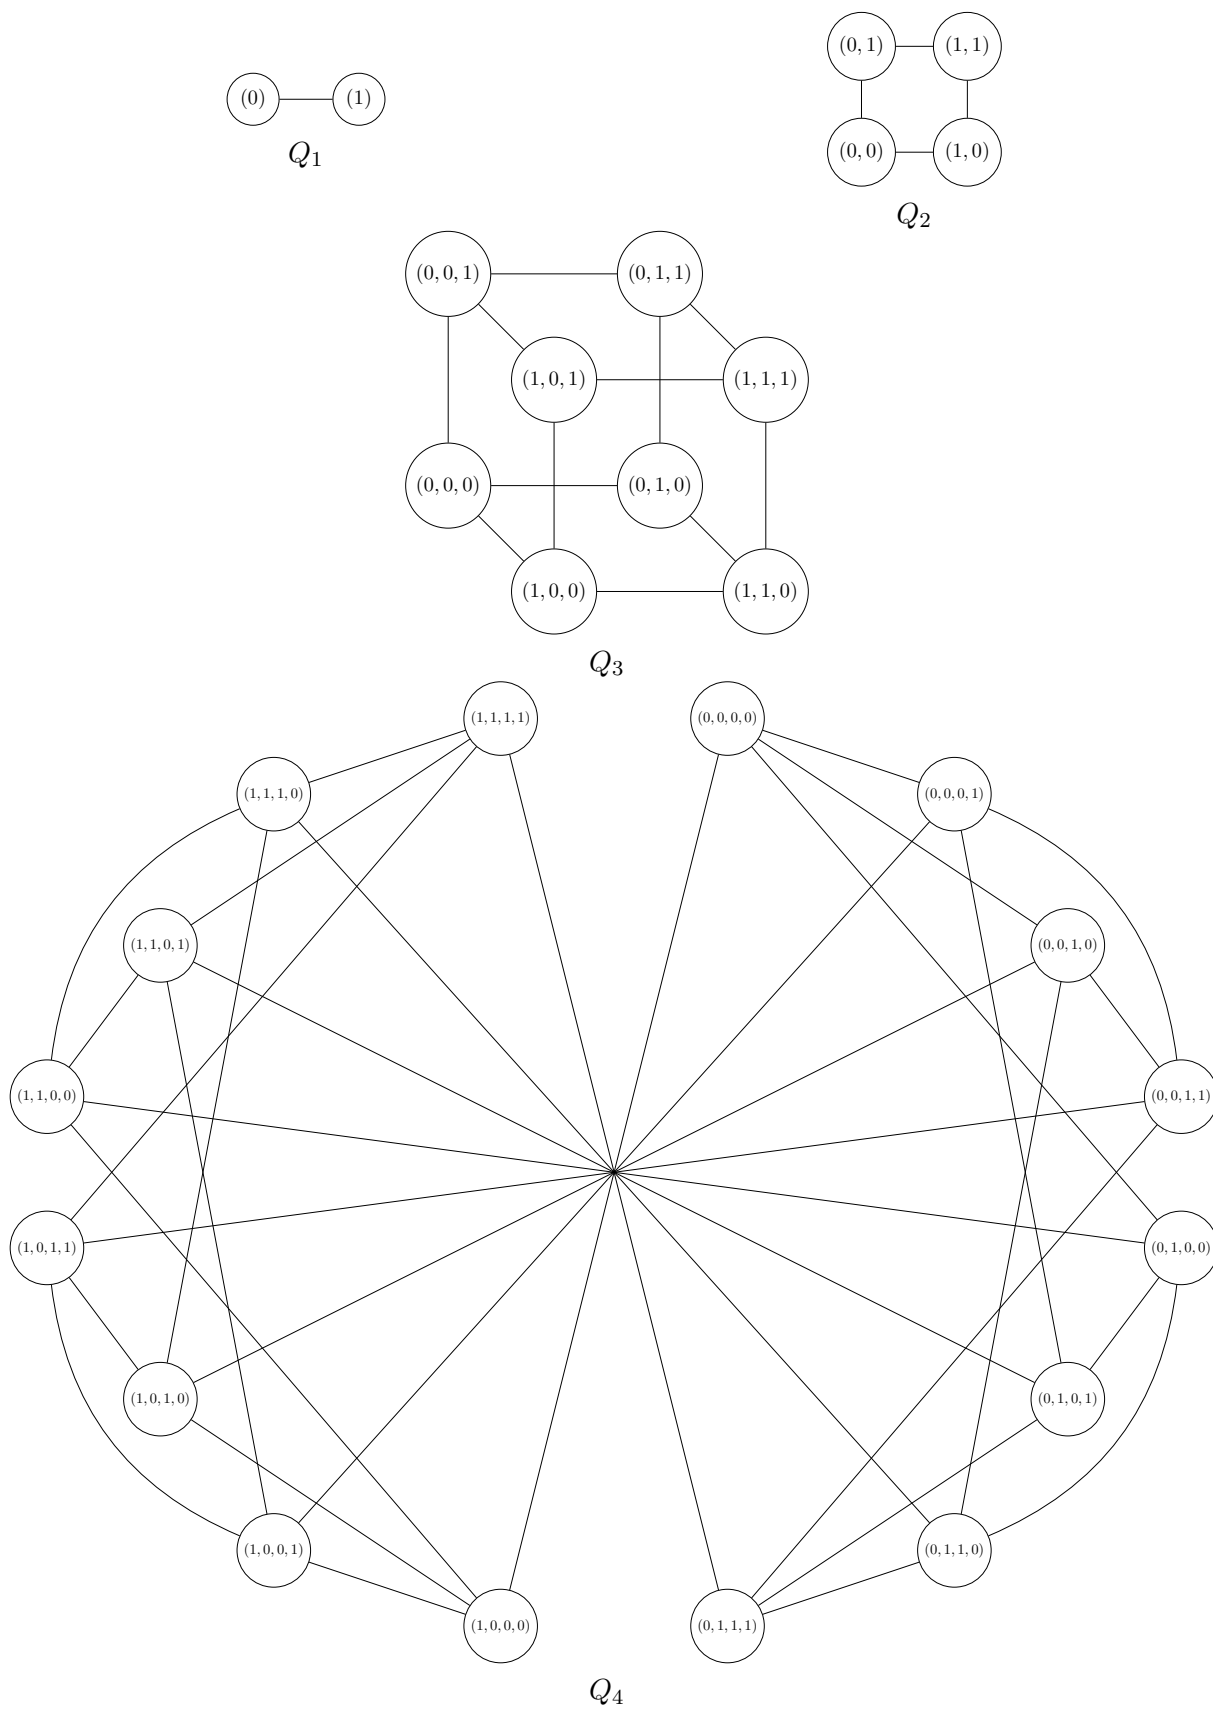 (0, 1) (1, 1)
(0) (1)
Q1
(0, 0) (1, 0)
Q2
(0, 0, 1) (0, 1, 1)
(1, 0, 1) (1, 1, 1)
(0, 0, 0) (0, 1, 0)
(1, 0, 0) (1, 1, 0)
Q3
(1, 1, 1, 1) (0, 0, 0, 0)
(1, 1, 1, 0) (0, 0, 0, 1)
(1, 1, 0, 1) (0, 0, 1, 0)
(1, 1, 0, 0) (0, 0, 1, 1)
(1, 0, 1, 1) (0, 1, 0, 0)
(1, 0, 1, 0) (0, 1, 0, 1)
(1, 0, 0, 1) (0, 1, 1, 0)
(1, 0, 0, 0) (0, 1, 1, 1)
Q4